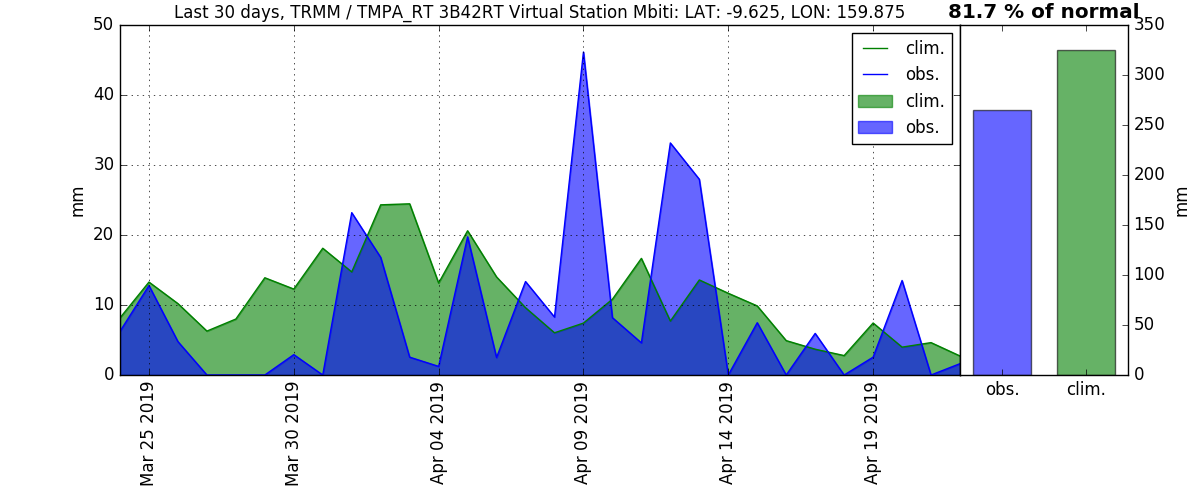 Last 30 days, TRMM / TMPA_RT 3B42RT Virtual Station Mbiti: LAT: -9.625, LON: 159.875
81.7 % of normal
50
40
30
20
10
0
mm
clim.
obs.
clim.
obs.
Mar 25 2019
Mar 30 2019
Apr 04 2019
Apr 09 2019
Apr 14 2019
Apr 19 2019
350
300
250
200
150
100
50
0
mm
obs.
clim.